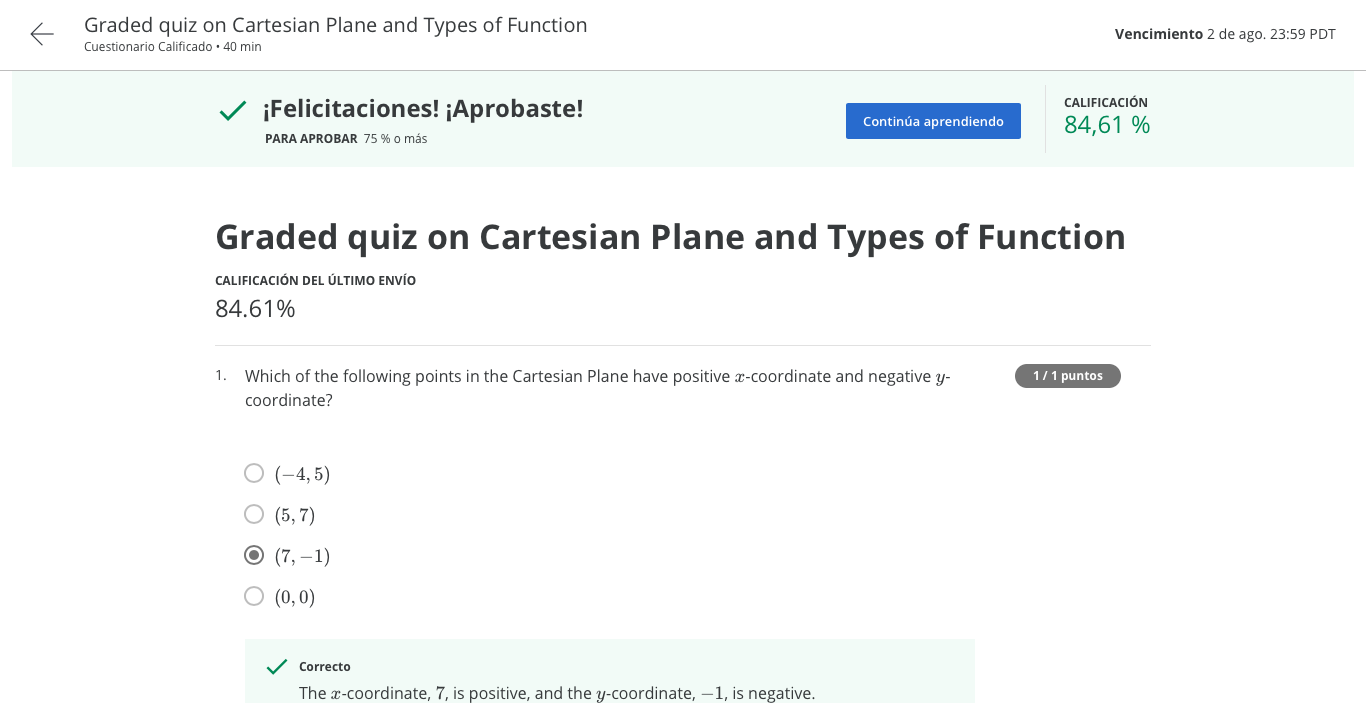 Graded quiz on Cartesian Plane and Types of Function
Cuestionario Calificado • 40 min
Vencimiento 2 de ago. 23:59 PDT
¡Felicitaciones! ¡Aprobaste!
PARA APROBAR 75 % o más
Continúa aprendiendo
CALIFICACIÓN
84,61 %
Graded quiz on Cartesian Plane and Types of Function
CALIFICACIÓN DEL ÚLTIMO ENVÍO
84.61%
1. Which of the following points in the Cartesian Plane have positive x-coordinate and negative y-
coordinate?
1 / 1 puntos
(−4, 5)
(5, 7)
(7, −1)
(0, 0)
Correcto
The x-coordinate, 7, is positive, and the y-coordinate, −1, is negative.